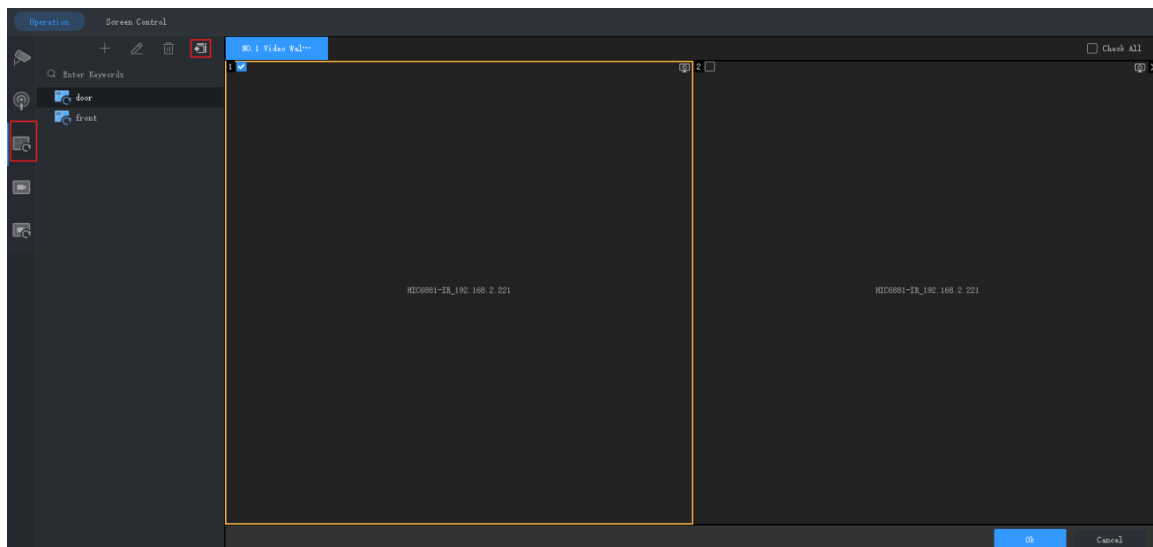 Operation Screen Control
NO.1 Video Wal...
Check All
Enter Keywords
1
2
door
front
HIC6881-IR_192.168.2.221
HIC6881-IR_192.168.2.221
Ok Cancel